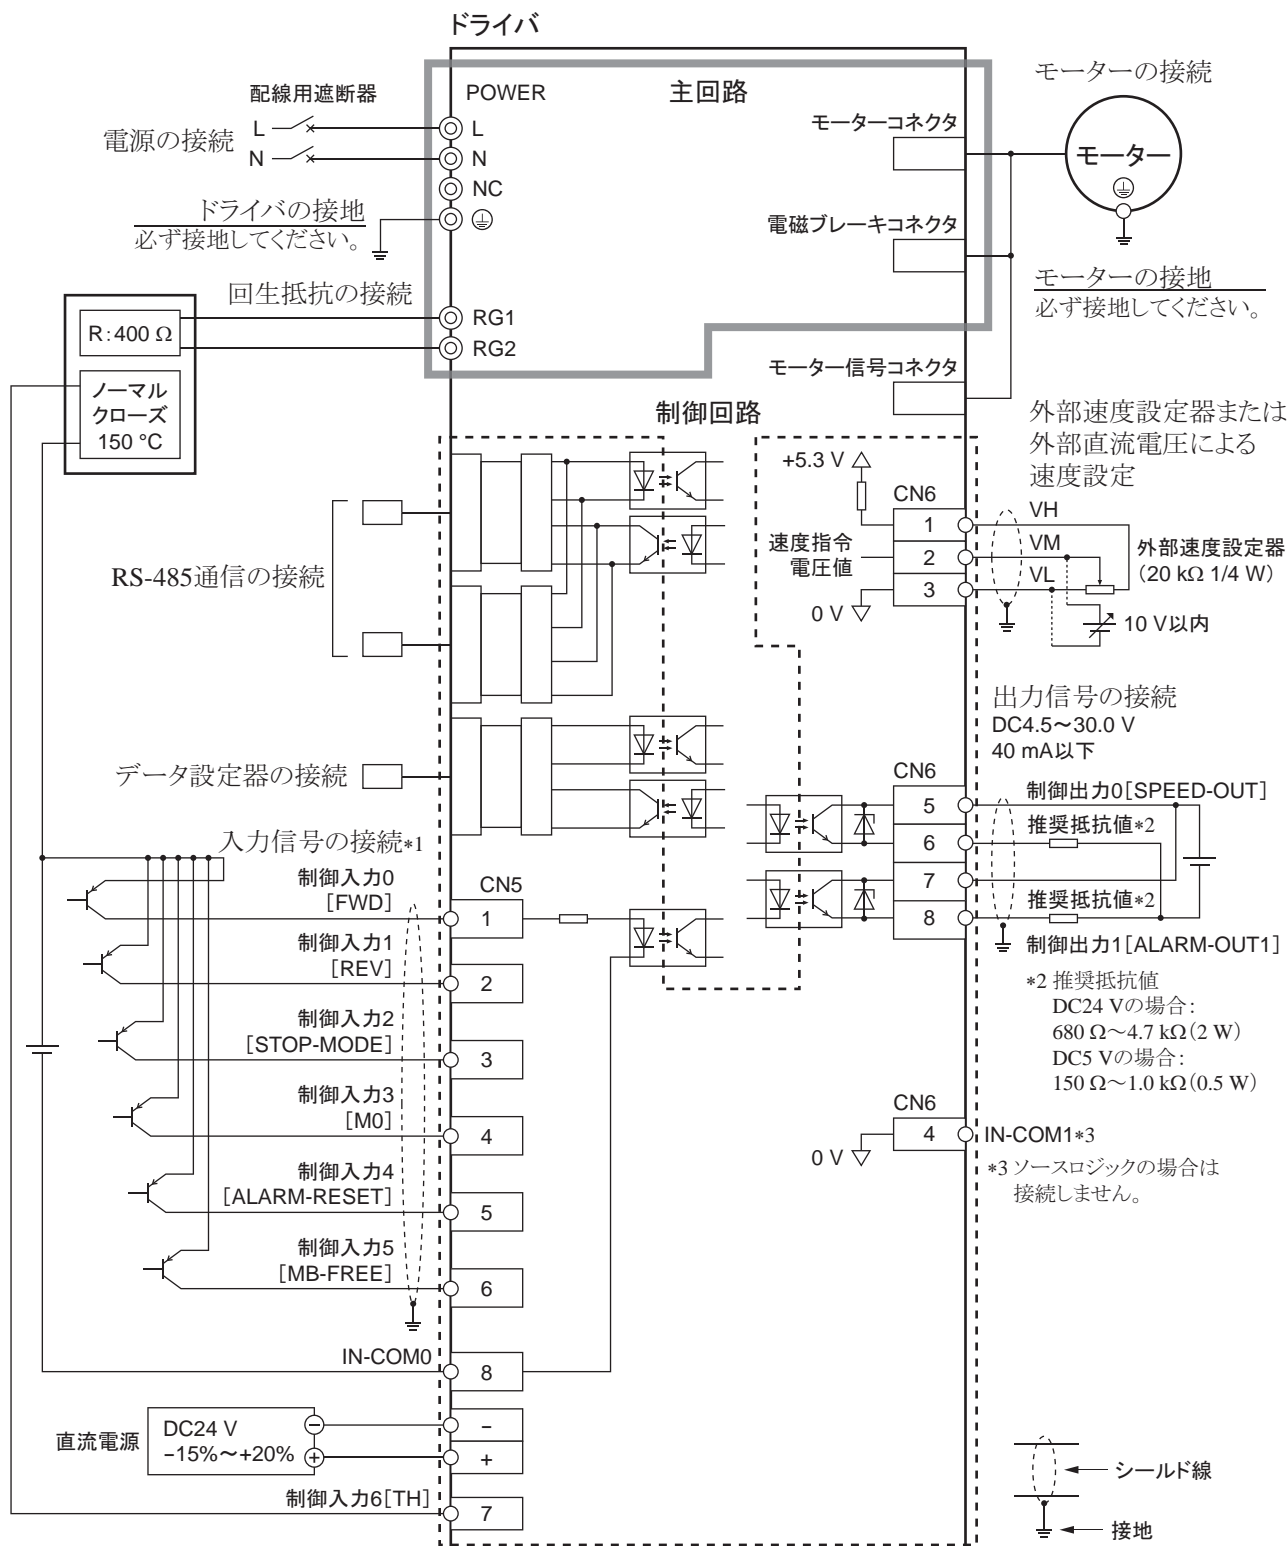 ドライバ
配線用遮断器
POWER
主回路
モーターの接続
電源の接続
L
N
L
N
NC
モーターコネクタ
モーター
ドライバの接地
必ず接地してください。
電磁ブレーキコネクタ
モーターの接地
必ず接地してください。
回生抵抗の接続
R:400 Ω
RG1
RG2
ノーマル
クローズ
150 °C
モーター信号コネクタ
制御回路
外部速度設定器または
外部直流電圧による
速度設定
+5.3 V
CN6
1
2
3
速度指令
電圧値
0 V
VH
VM
VL
外部速度設定器
(20 kΩ 1/4 W)
10 V以内
RS-485通信の接続
出力信号の接続
DC4.5～30.0 V
40 mA以下
データ設定器の接続
CN6
5
6
7
8
制御出力0[SPEED-OUT]
推奨抵抗値*2
推奨抵抗値*2
制御出力1[ALARM-OUT1]
*2 推奨抵抗値
DC24 Vの場合:
680 Ω～4.7 kΩ(2 W)
DC5 Vの場合:
150 Ω～1.0 kΩ(0.5 W)
入力信号の接続*1
制御入力0
[FWD]
CN5
1
制御入力1
[REV]
2
制御入力2
[STOP-MODE]
3
制御入力3
[M0]
4
制御入力4
[ALARM-RESET]
5
制御入力5
[MB-FREE]
6
CN6
4
0 V
IN-COM1*3
*3 ソースロジックの場合は
接続しません。
IN-COM0
8
直流電源
DC24 V
−15%～+20%
−
+
−
+
制御入力6[TH]
7
シールド線
接地